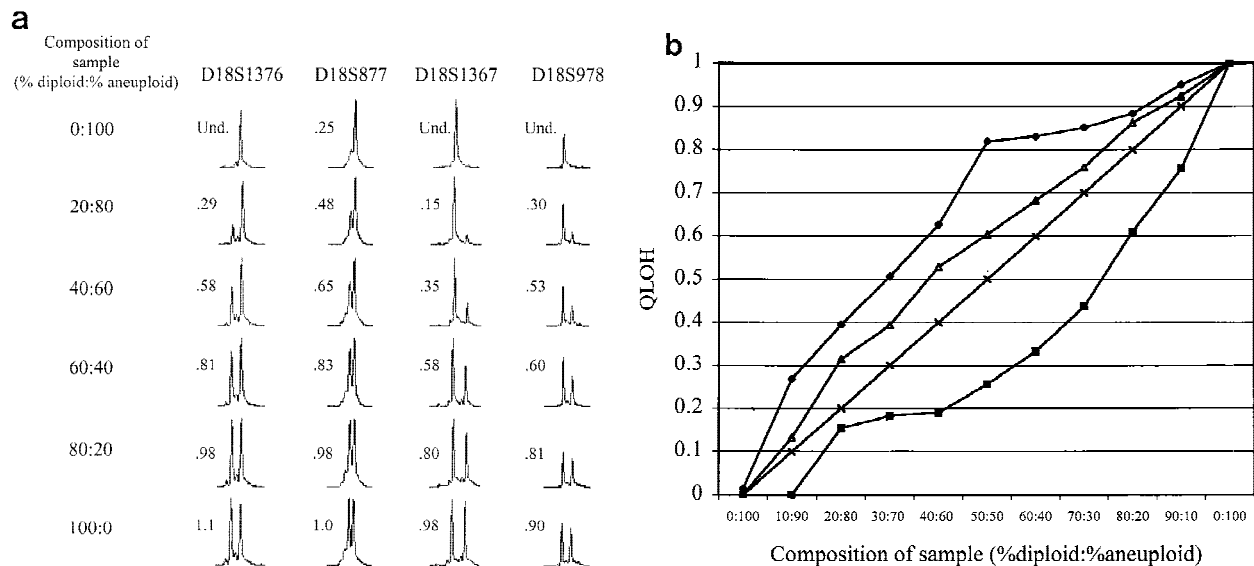 a
Composition of
sample
(% diploid:% aneuploid)
D18S1376 D18S877 D18S1367 D18S978
0:100 Und. .25 Und. Und.
20:80 .29 .48 .15 .30
40:60 .58 .65 .35 .53
60:40 .81 .83 .58 .60
80:20 .98 .98 .80 .81
100:0 1.1 1.0 .98 .90
b
QLOH
1
0.9
0.8
0.7
0.6
0.5
0.4
0.3
0.2
0.1
0
0:100 10:90 20:80 30:70 40:60 50:50 60:40 70:30 80:20 90:10 0:100
Composition of sample (%diploid:%aneuploid)